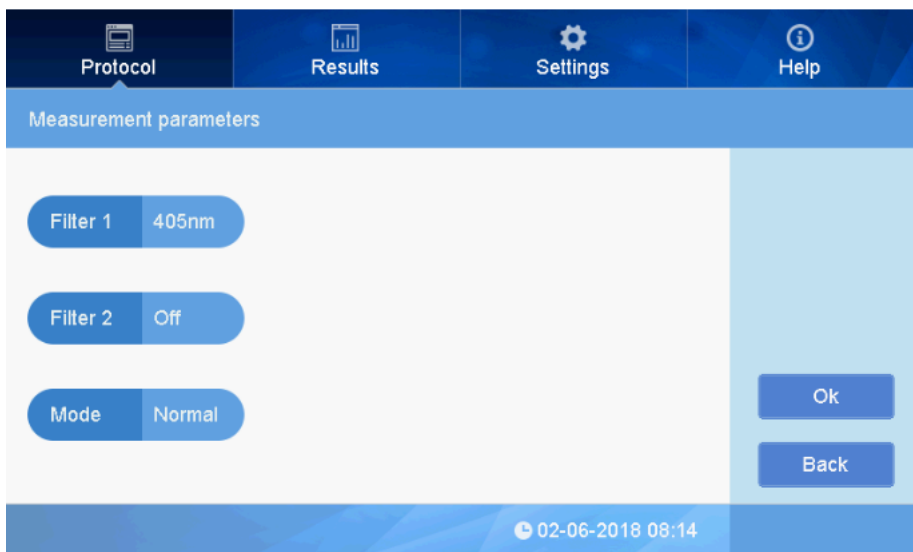 Protocol
Results
Settings
Help
Measurement parameters
Filter 1 405nm
Filter 2 Off
Mode Normal
Ok
Back
02-06-2018 08:14